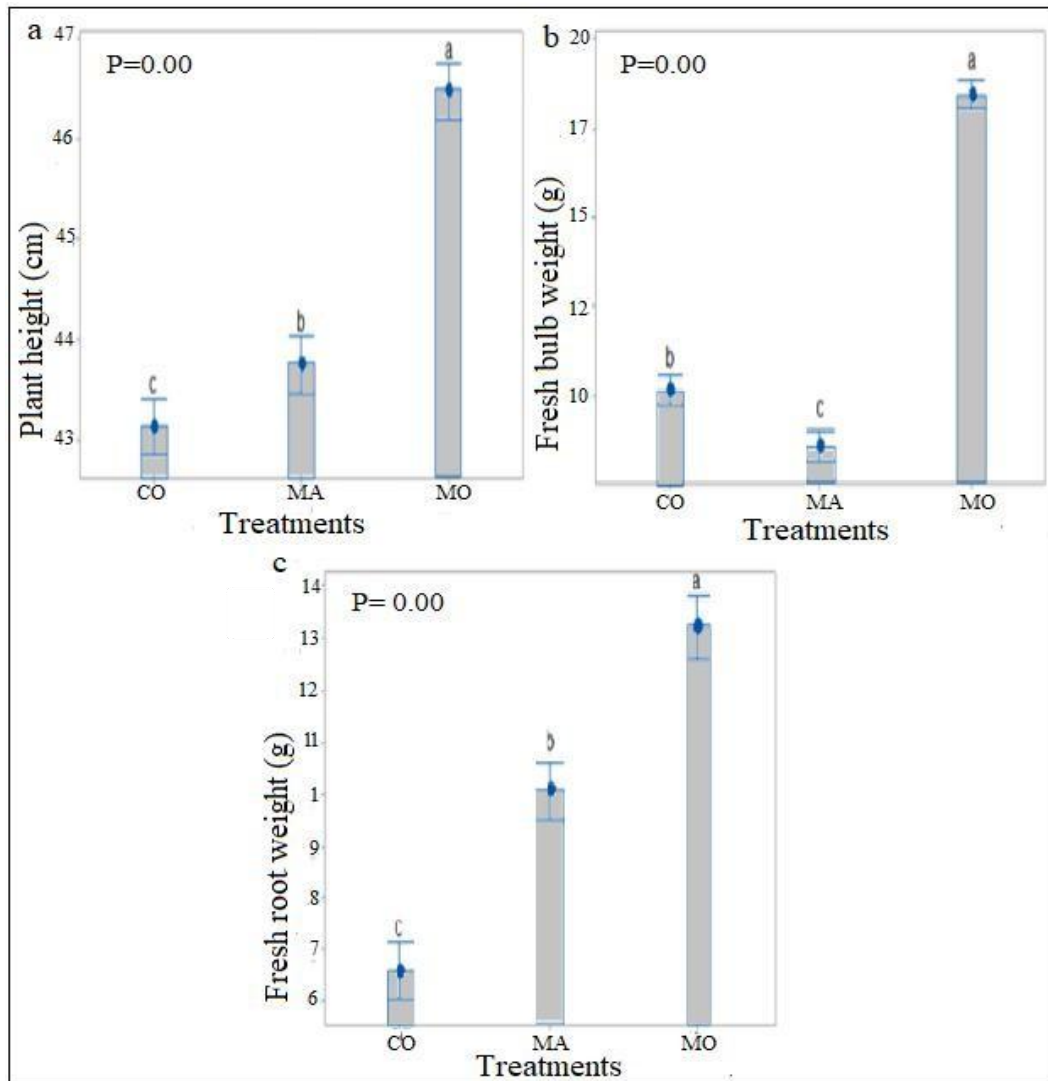 a
P=0.00
Plant height (cm)
47
46
45
44
43
c
b
a
CO MA MO
Treatments
b
P=0.00
Fresh bulb weight (g)
20
17
15
12
10
b
c
a
CO MA MO
Treatments
c
P= 0.00
Fresh root weight (g)
14
13
12
11
1
9
8
7
6
c
b
a
CO MA MO
Treatments